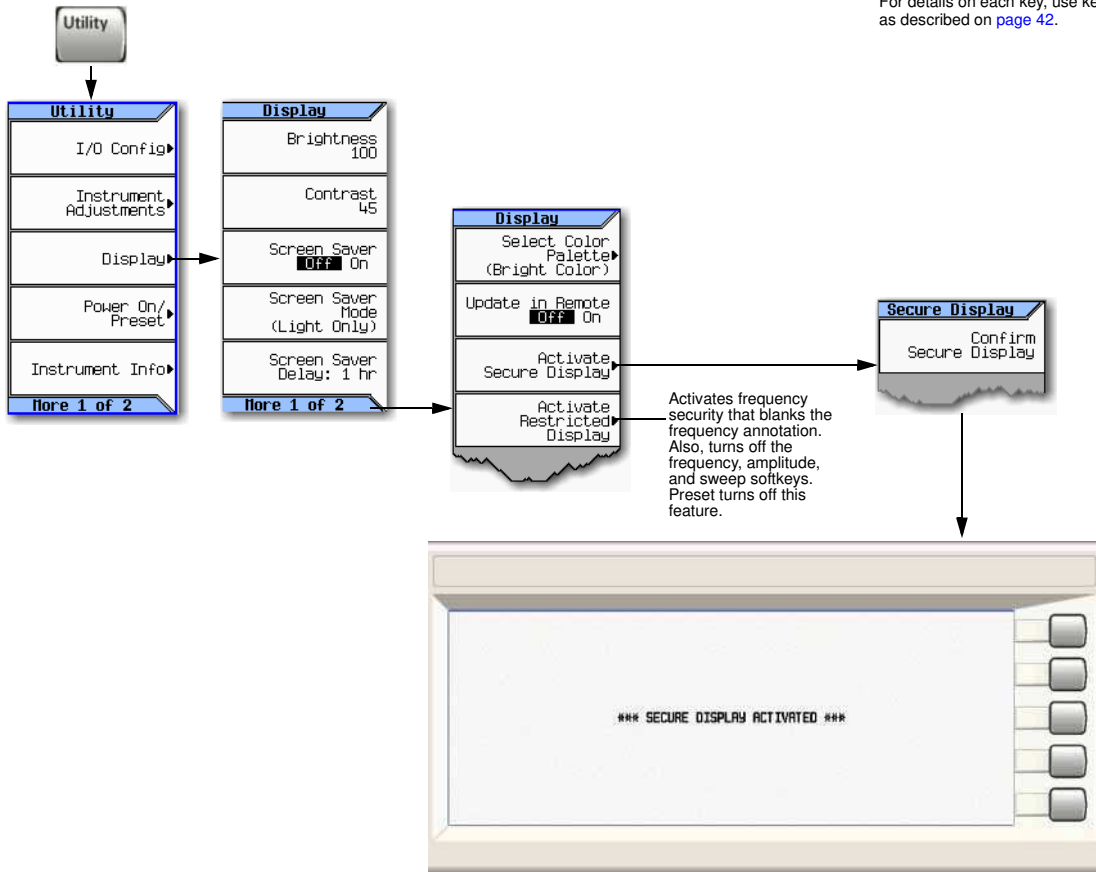 For details on each key, use ke
as described on page 42.
Utility
Utility
I/O Config
Instrument
Adjustments
Display
Power On/
Preset
Instrument Info
More 1 of 2
Display
Brightness
100
Contrast
45
Screen Saver
Off On
Screen Saver
Mode
(Light Only)
Screen Saver
Delay: 1 hr
More 1 of 2
Display
Select Color
Palette
(Bright Color)
Update in Remote
Off On
Activate
Secure Display
Activate
Restricted
Display
Activates frequency
security that blanks the
frequency annotation.
Also, turns off the
frequency, amplitude,
and sweep softkeys.
Preset turns off this
feature.
Secure Display
Confirm
Secure Display
*** SECURE DISPLAY ACTIVATED ***